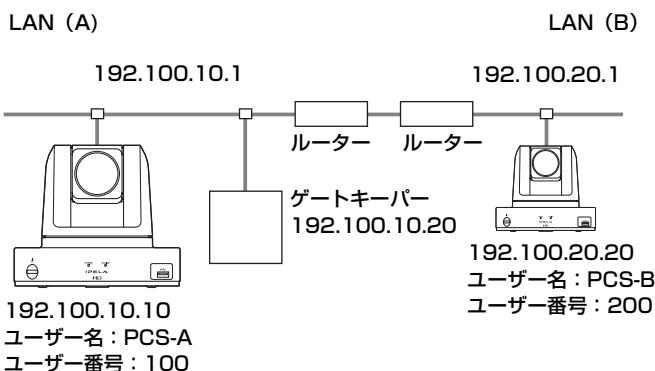 LAN（A）
LAN（B）
192.100.10.1
192.100.20.1
ルーター
ルーター
ゲートキーパー
192.100.10.20
IPELA
HD
IPELA
HD
192.100.10.10
ユーザー名：PCS-A
ユーザー番号：100
192.100.20.20
ユーザー名：PCS-B
ユーザー番号：200